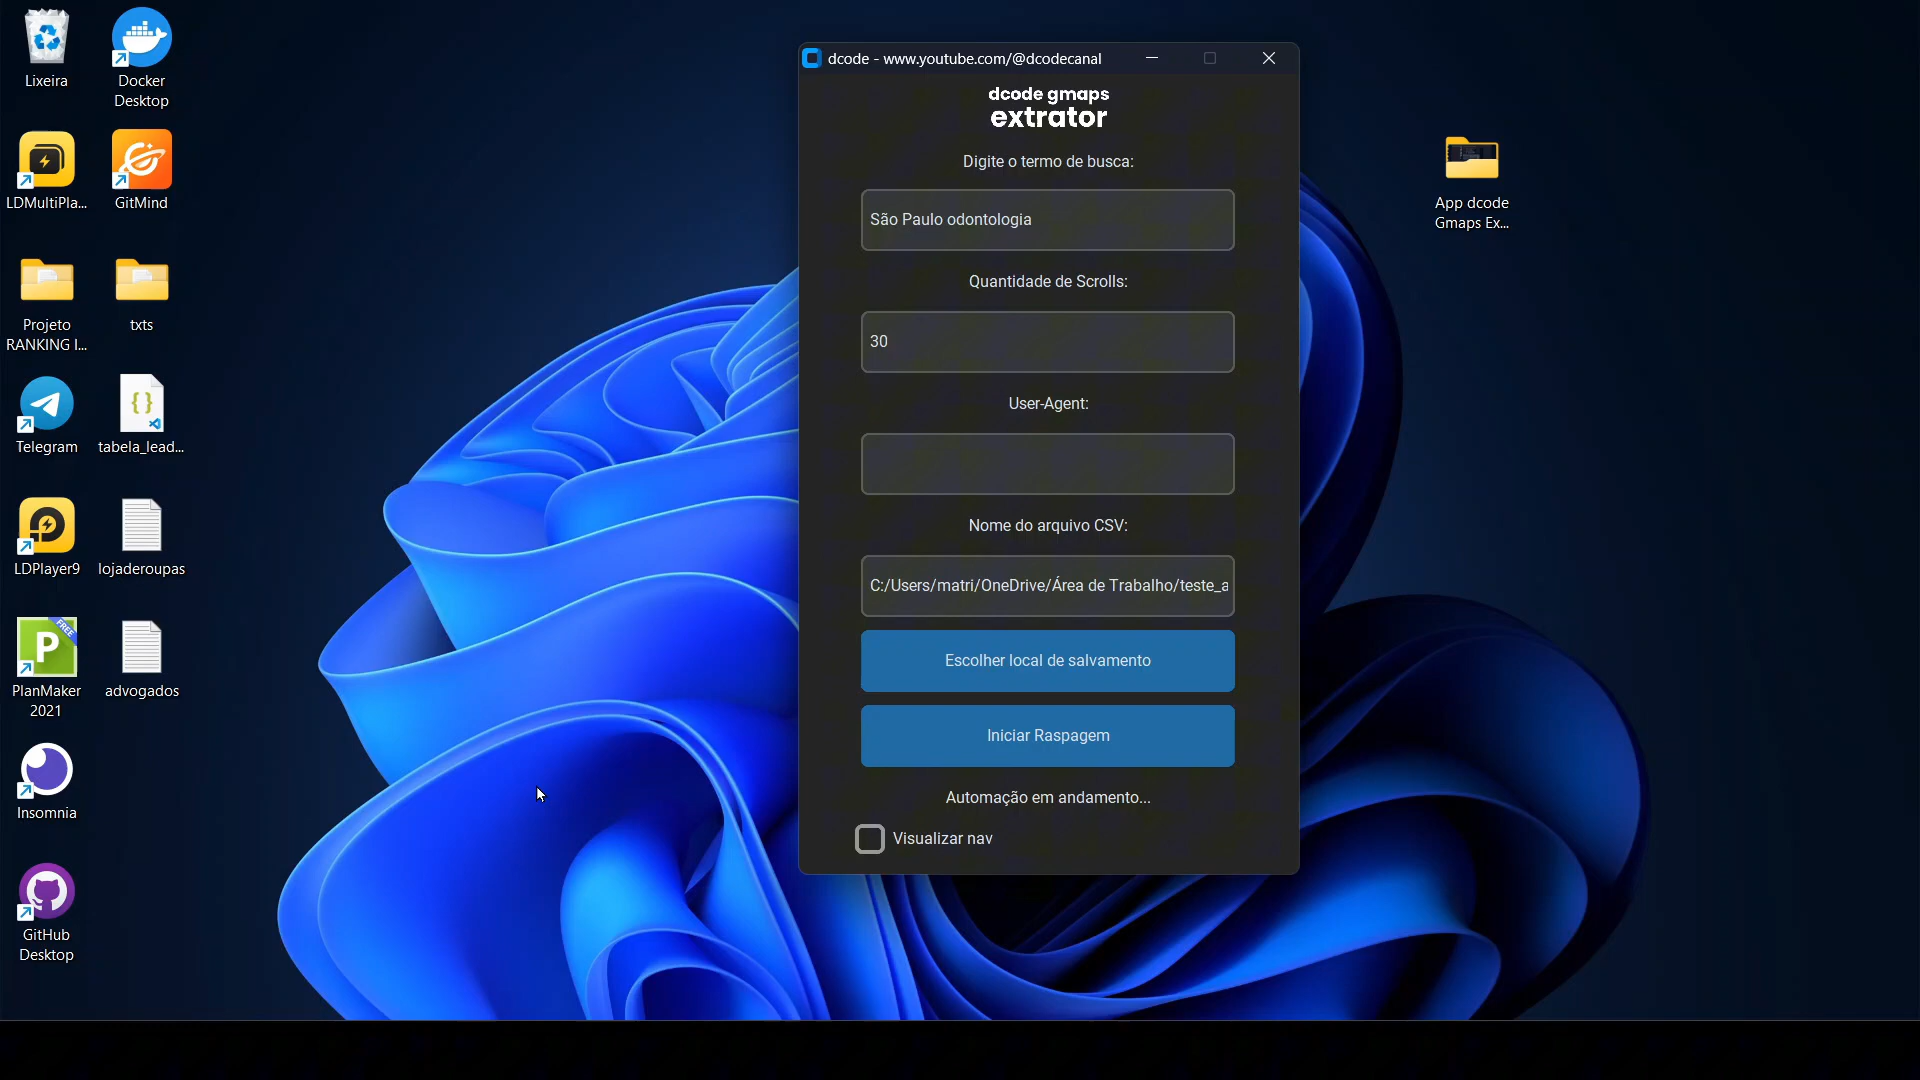 Lixeira
Docker
Desktop
LDMultiPla...
GitMind
Projeto
RANKING I...
txts
Telegram
tabela_lead...
LDPlayer9
lojaderoupas
FREE
P
PlanMaker
2021
advogados
Insomnia
GitHub
Desktop
dcode - www.youtube.com/@dcodecanal
dcode gmaps
extrator
Digite o termo de busca:
São Paulo odontologia
Quantidade de Scrolls:
30
User-Agent:
Nome do arquivo CSV:
C:/Users/matri/OneDrive/Área de Trabalho/teste_a
Escolher local de salvamento
Iniciar Raspagem
Automação em andamento...
Visualizar nav
App dcode
Gmaps Ex...